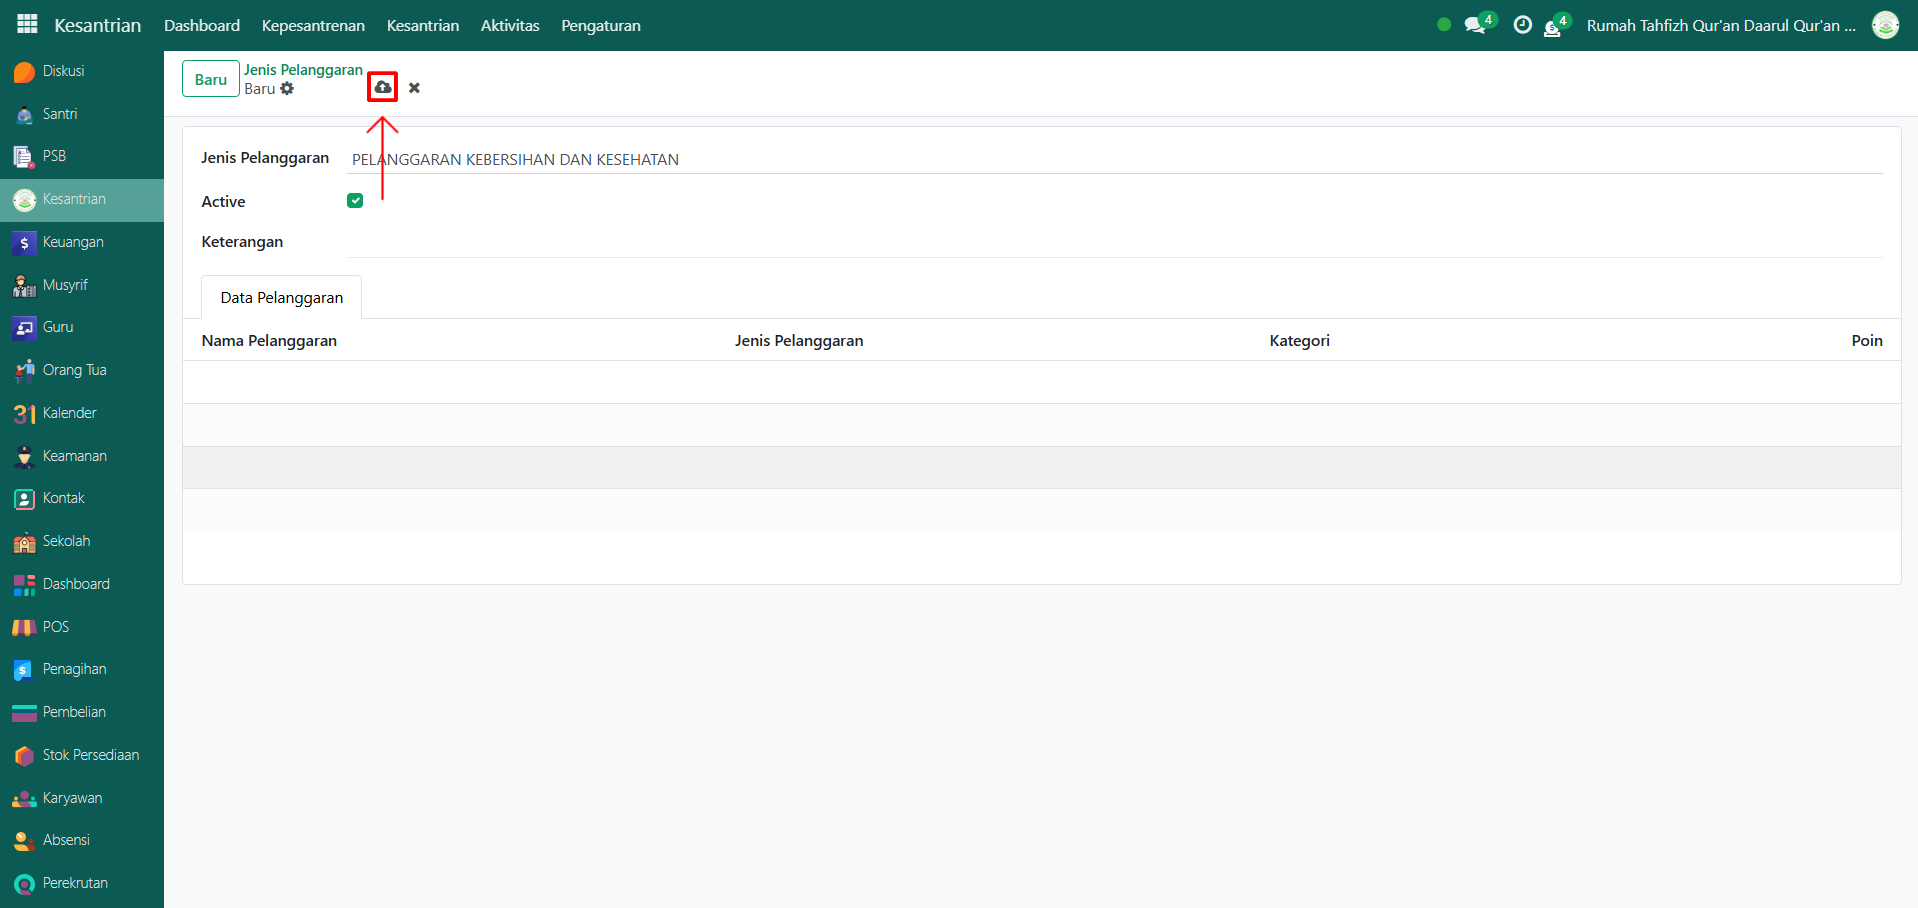 Kesantrian Dashboard Kepesantrenan Kesantrian Aktivitas Pengaturan 4 4 Rumah Tahfizh Qur'an Daarul Qur'an ...
Diskusi
Santri
PSB
Kesantrian
Keuangan
Musyrif
Guru
Orang Tua
31 Kalender
Keamanan
Kontak
Sekolah
Dashboard
POS
Penagihan
Pembelian
Stok Persediaan
Karyawan
Absensi
Perekrutan
Baru Jenis Pelanggaran
Baru
Jenis Pelanggaran PELANGGARAN KEBERSIHAN DAN KESEHATAN
Active
Keterangan
Data Pelanggaran
Nama Pelanggaran Jenis Pelanggaran Kategori Poin